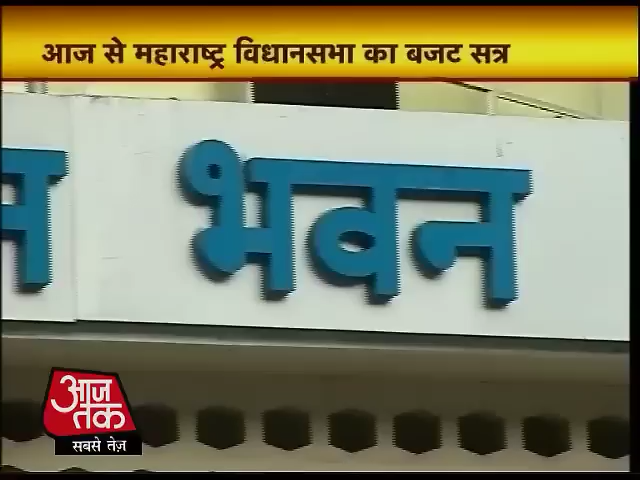 आज से महाराष्ट्र विधानसभा का बजट सत्र
भवन
आज
तक
सबसे तेज़